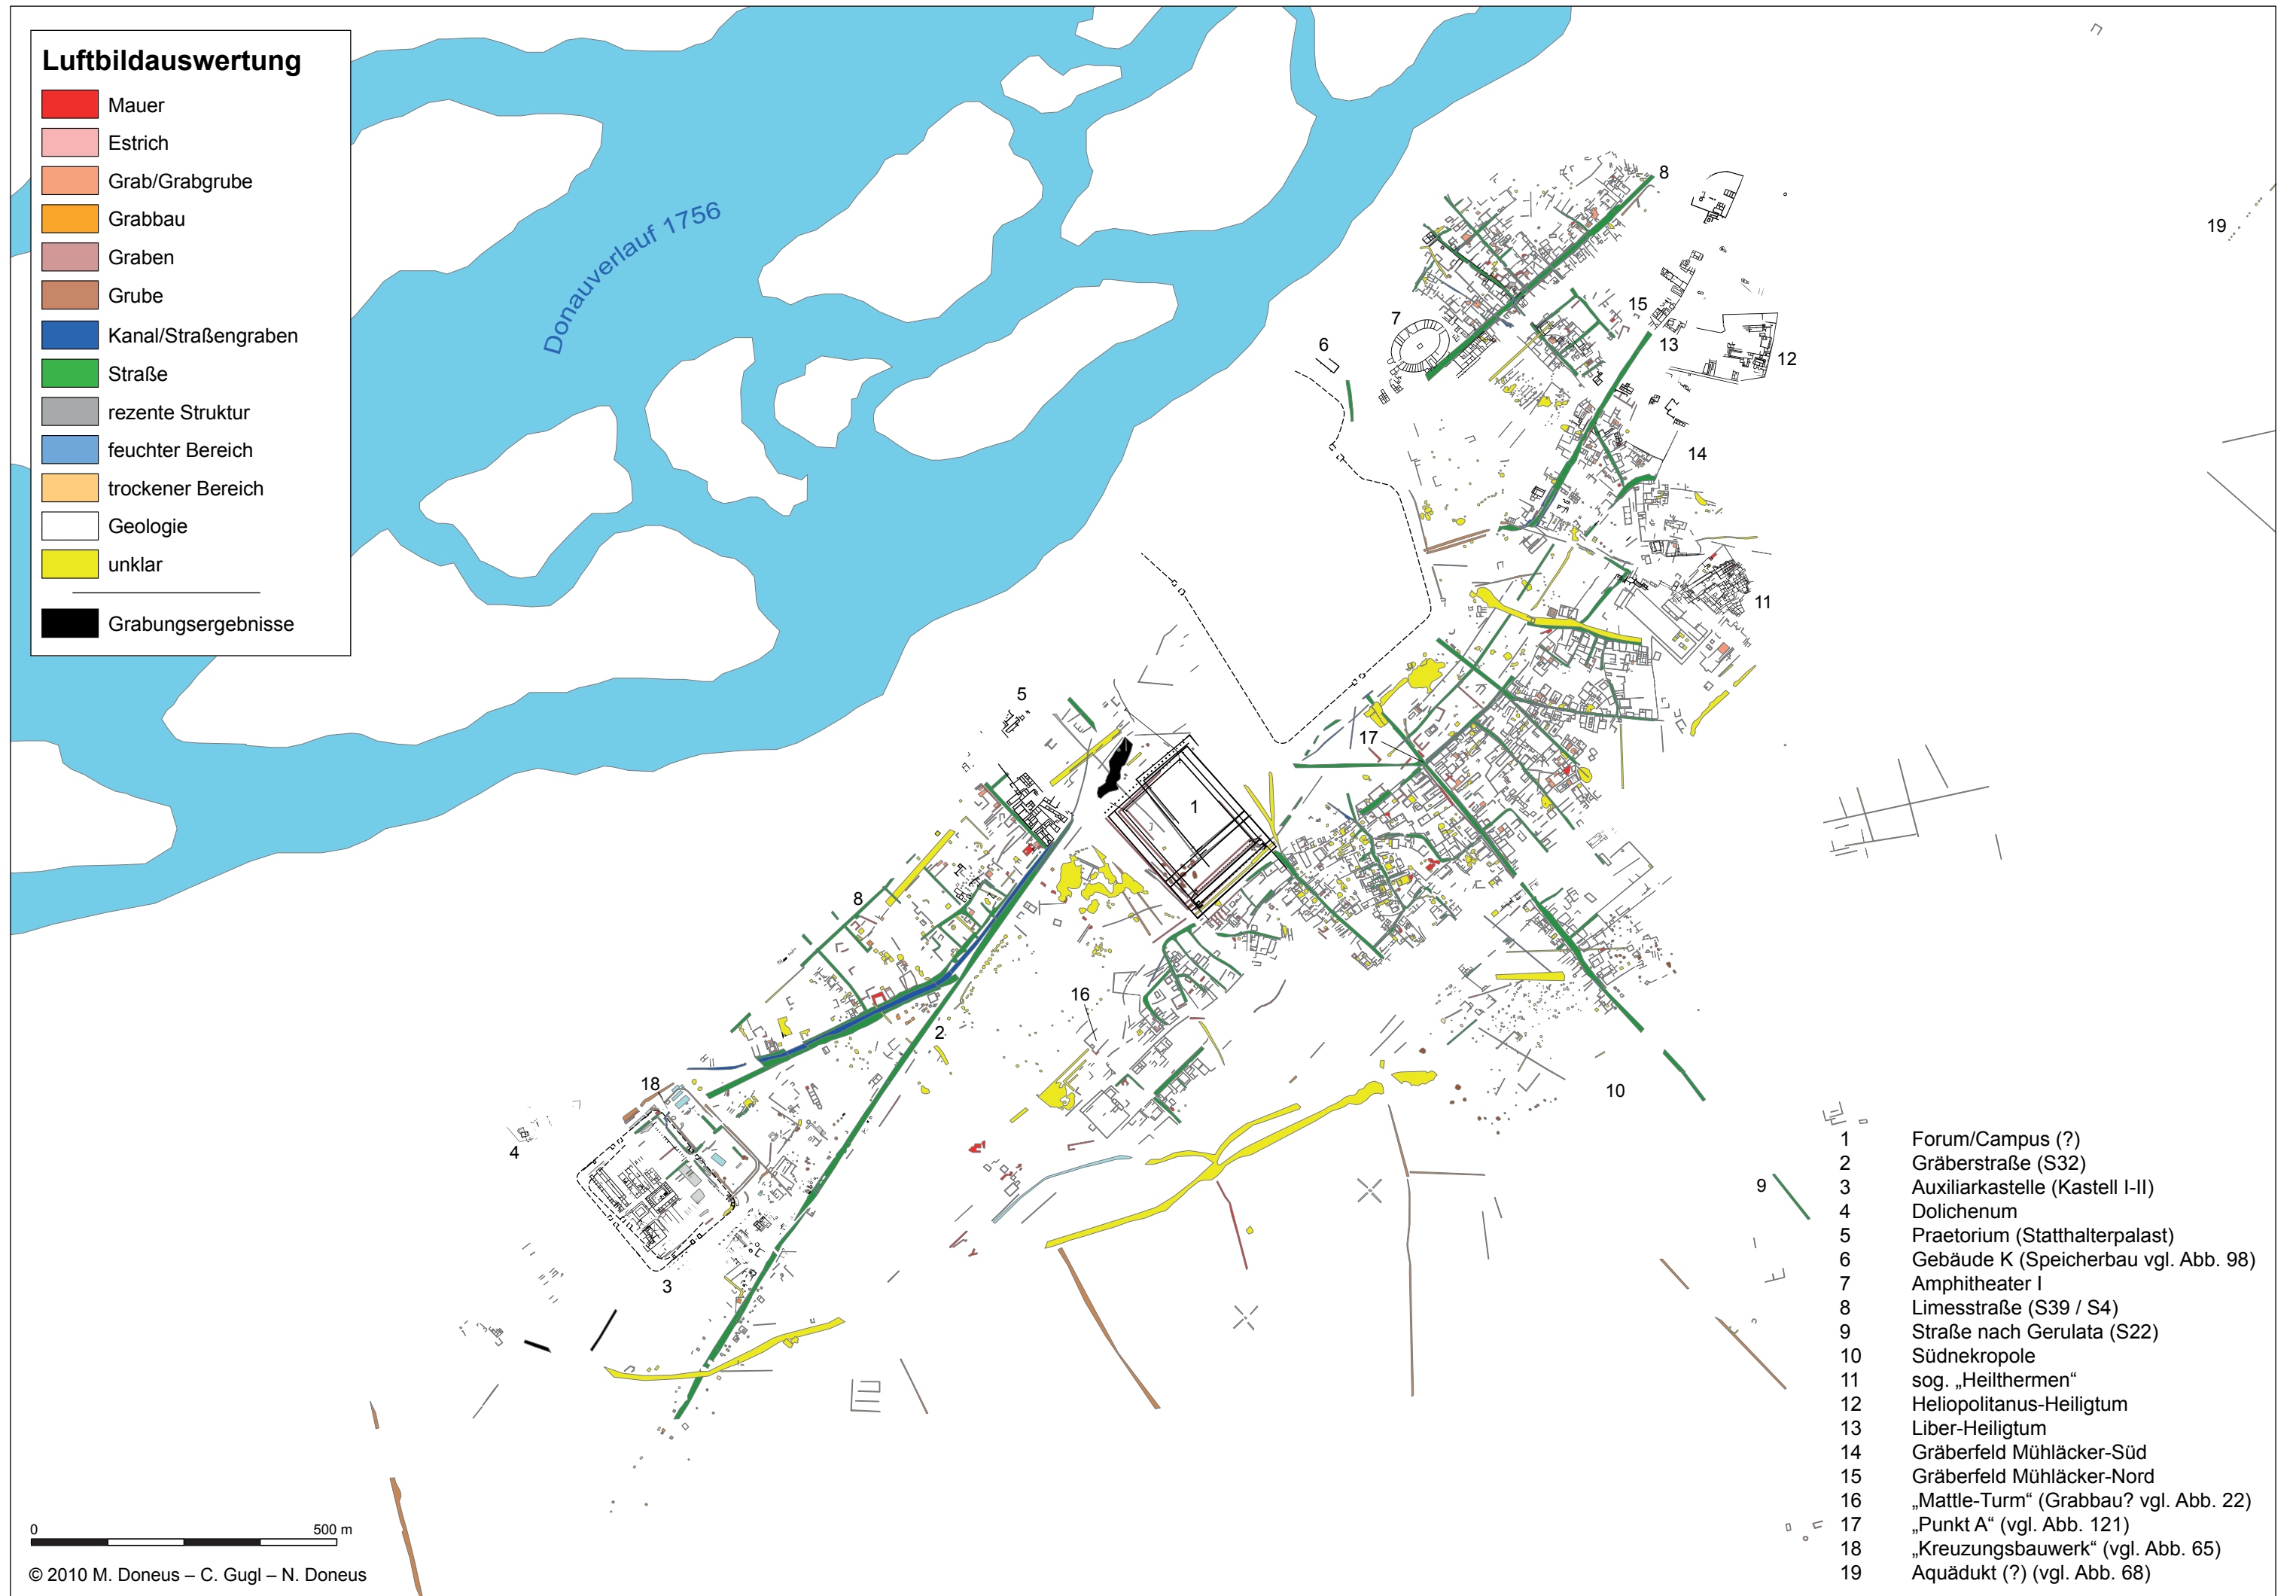 Luftbildauswertung
Mauer
Estrich
Grab/Grabgrube
Grabbau
Graben
Grube
Kanal/Straßengraben
Straße
rezente Struktur
feuchter Bereich
trockener Bereich
Geologie
unklar
Grabungsergebnisse
Donauverlauf 1756
8
19
15
7
13
6
12
14
11
5
17
1
8
16
2
18
10
4
9
3
1 Forum/Campus (?)
2 Gräberstraße (S32)
3 Auxiliarkastelle (Kastell I-II)
4 Dolichenum
5 Praetorium (Statthalterpalast)
6 Gebäude K (Speicherbau vgl. Abb. 98)
7 Amphitheater I
8 Limesstraße (S39 / S4)
9 Straße nach Gerulata (S22)
10 Südnekropole
11 sog. „Heilthermen“
12 Heliopolitanus-Heiligtum
13 Liber-Heiligtum
14 Gräberfeld Mühläcker-Süd
15 Gräberfeld Mühläcker-Nord
16 „Mattle-Turm“ (Grabbau? vgl. Abb. 22)
17 „Punkt A“ (vgl. Abb. 121)
18 „Kreuzungsbauwerk“ (vgl. Abb. 65)
19 Aquädukt (?) (vgl. Abb. 68)
0 500 m
© 2010 M. Doneus – C. Gugl – N. Doneus